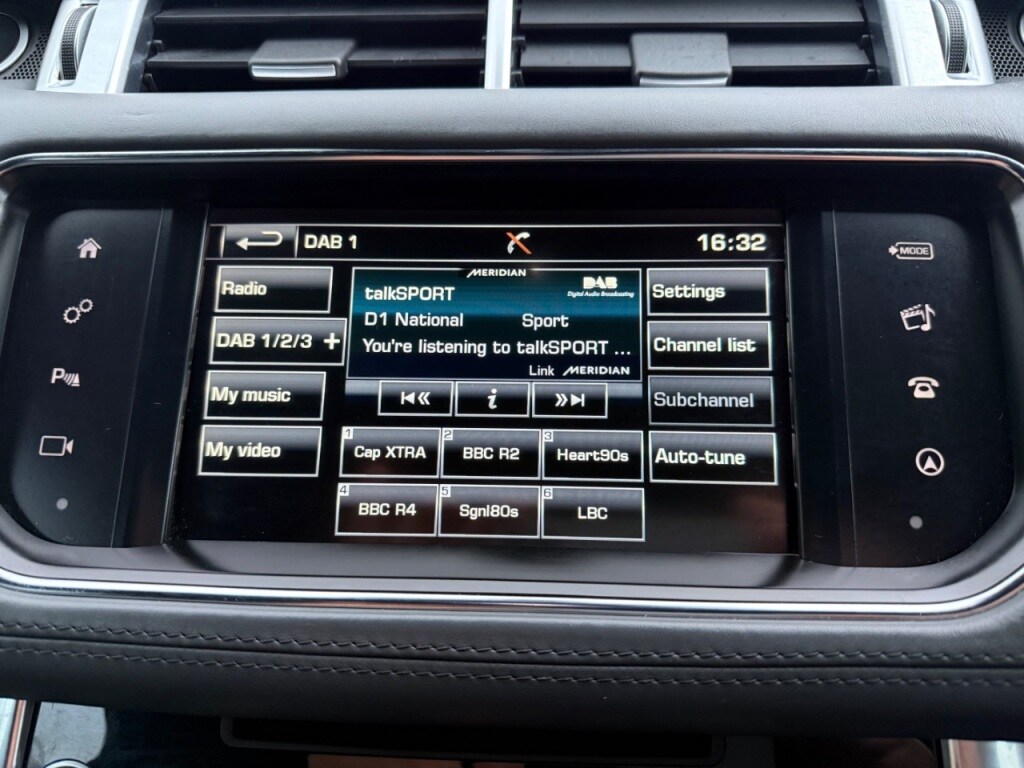 DAB 1
16:32
MODE
Radio
DAB 1/2/3 +
My music
My video
MERIDIAN
talkSPORT
DAB
Digital Audio Broadcasting
D1 National Sport
You're listening to talkSPORT ...
Link MERIDIAN
i
Settings
Channel list
Subchannel
Auto-tune
1 Cap XTRA
2 BBC R2
3 Heart90s
4 BBC R4
5 Sgnl80s
6 LBC
P